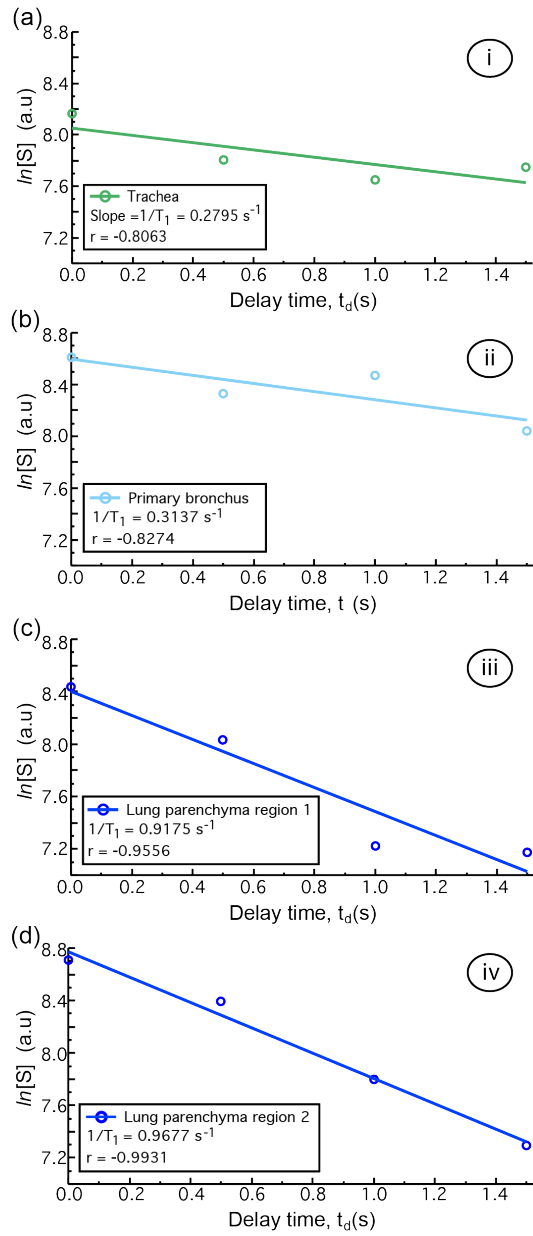 (a)
i
8.8
8.4
8.0
7.6
7.2
ln[S] (a.u)
Trachea
Slope =1/T1 = 0.2795 s-1
r = -0.8063
0.0 0.2 0.4 0.6 0.8 1.0 1.2 1.4
Delay time, td(s)
(b)
ii
8.8
8.4
8.0
7.6
7.2
ln[S] (a.u)
Primary bronchus
1/T1 = 0.3137 s-1
r = -0.8274
0.0 0.2 0.4 0.6 0.8 1.0 1.2 1.4
Delay time, t (s)
(c)
iii
8.8
8.4
8.0
7.6
7.2
ln[S] (a.u)
Lung parenchyma region 1
1/T1 = 0.9175 s-1
r = -0.9556
0.0 0.2 0.4 0.6 0.8 1.0 1.2 1.4
Delay time, td(s)
(d)
iv
8.8
8.4
8.0
7.6
7.2
ln[S] (a.u)
Lung parenchyma region 2
1/T1 = 0.9677 s-1
r = -0.9931
0.0 0.2 0.4 0.6 0.8 1.0 1.2 1.4
Delay time, td(s)